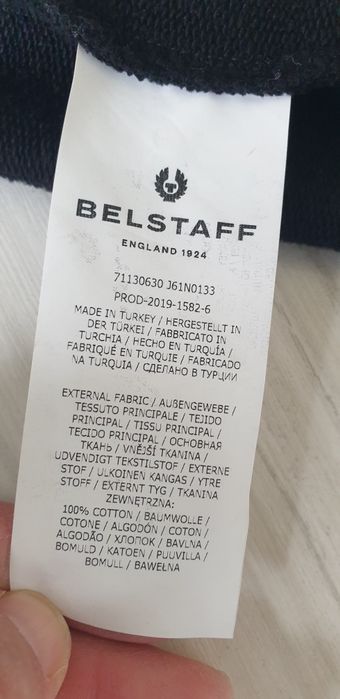 BELSTAFF
ENGLAND 1924
71130630 J61N0133
PROD-2019-1582-6
MADE IN TURKEY / HERGESTELLT IN
DER TÜRKEI / FABBRICATO IN
TURCHIA / HECHO EN TURQUÍA /
FABRIQUÉ EN TURQUIE / FABRICADO
NA TURQUIA / СДЕЛАНО В ТУРЦИИ
EXTERNAL FABRIC / AUßENGEWEBE /
TESSUTO PRINCIPALE / TEJIDO
PRINCIPAL / TISSU PRINCIPAL /
TECIDO PRINCIPAL / ОСНОВНАЯ
ТКАНЬ / VNĚJŠÍ TKANINA /
UDVENDIGT TEKSTILSTOF / EXTERNE
STOF / ULKOINEN KANGAS / YTRE
STOFF / EXTERNT TYG / TKANINA
ZEWNĘTRZNA:
100% COTTON / BAUMWOLLE /
COTONE / ALGODÓN / COTON /
ALGODÃO / ХЛОПОК / BAVLNA /
BOMULD / KATOEN / PUUVILLA /
BOMULL / BAWEŁNA